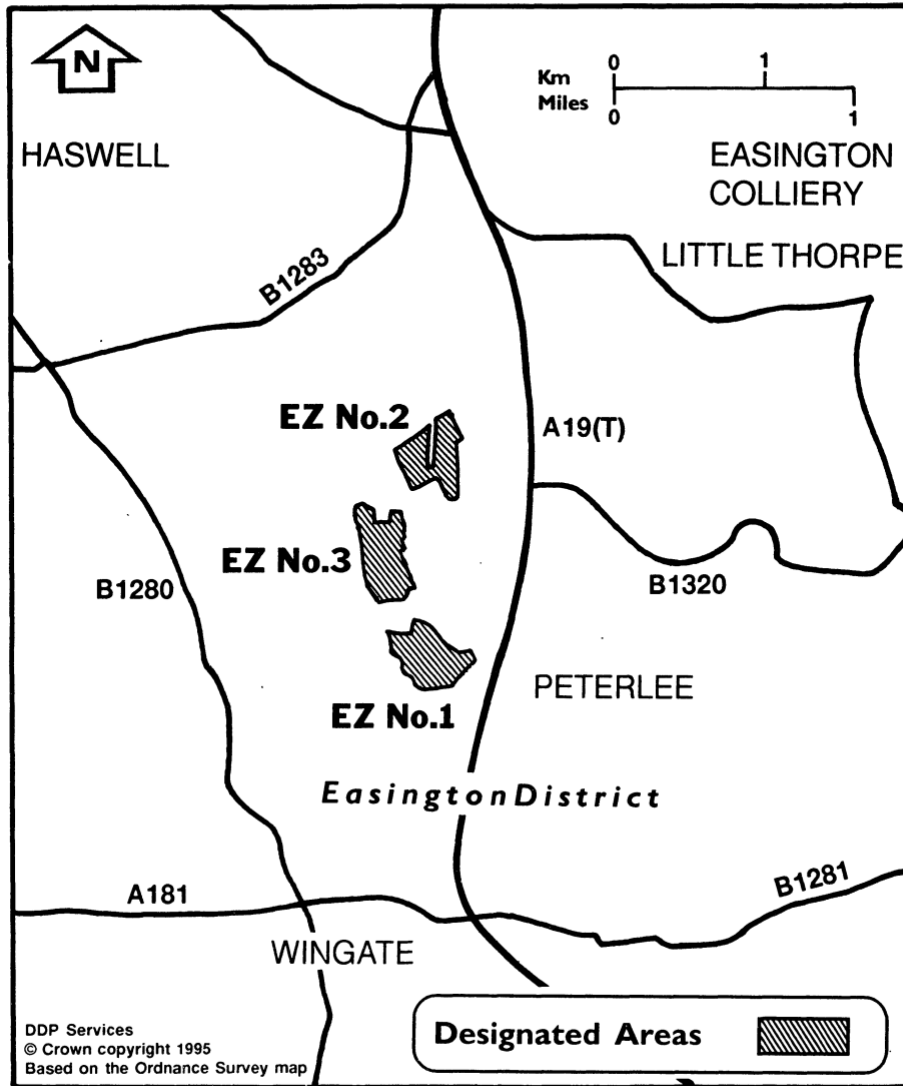 N
Km
Miles
0 1
0 1
HASWELL
EASINGTON
COLLIERY
LITTLE THORPE
B1283
EZ No.2
A19(T)
EZ No.3
B1280
B1320
PETERLEE
EZ No.1
Easington District
A181
B1281
WINGATE
DDP Services
© Crown copyright 1995
Based on the Ordnance Survey map
Designated Areas